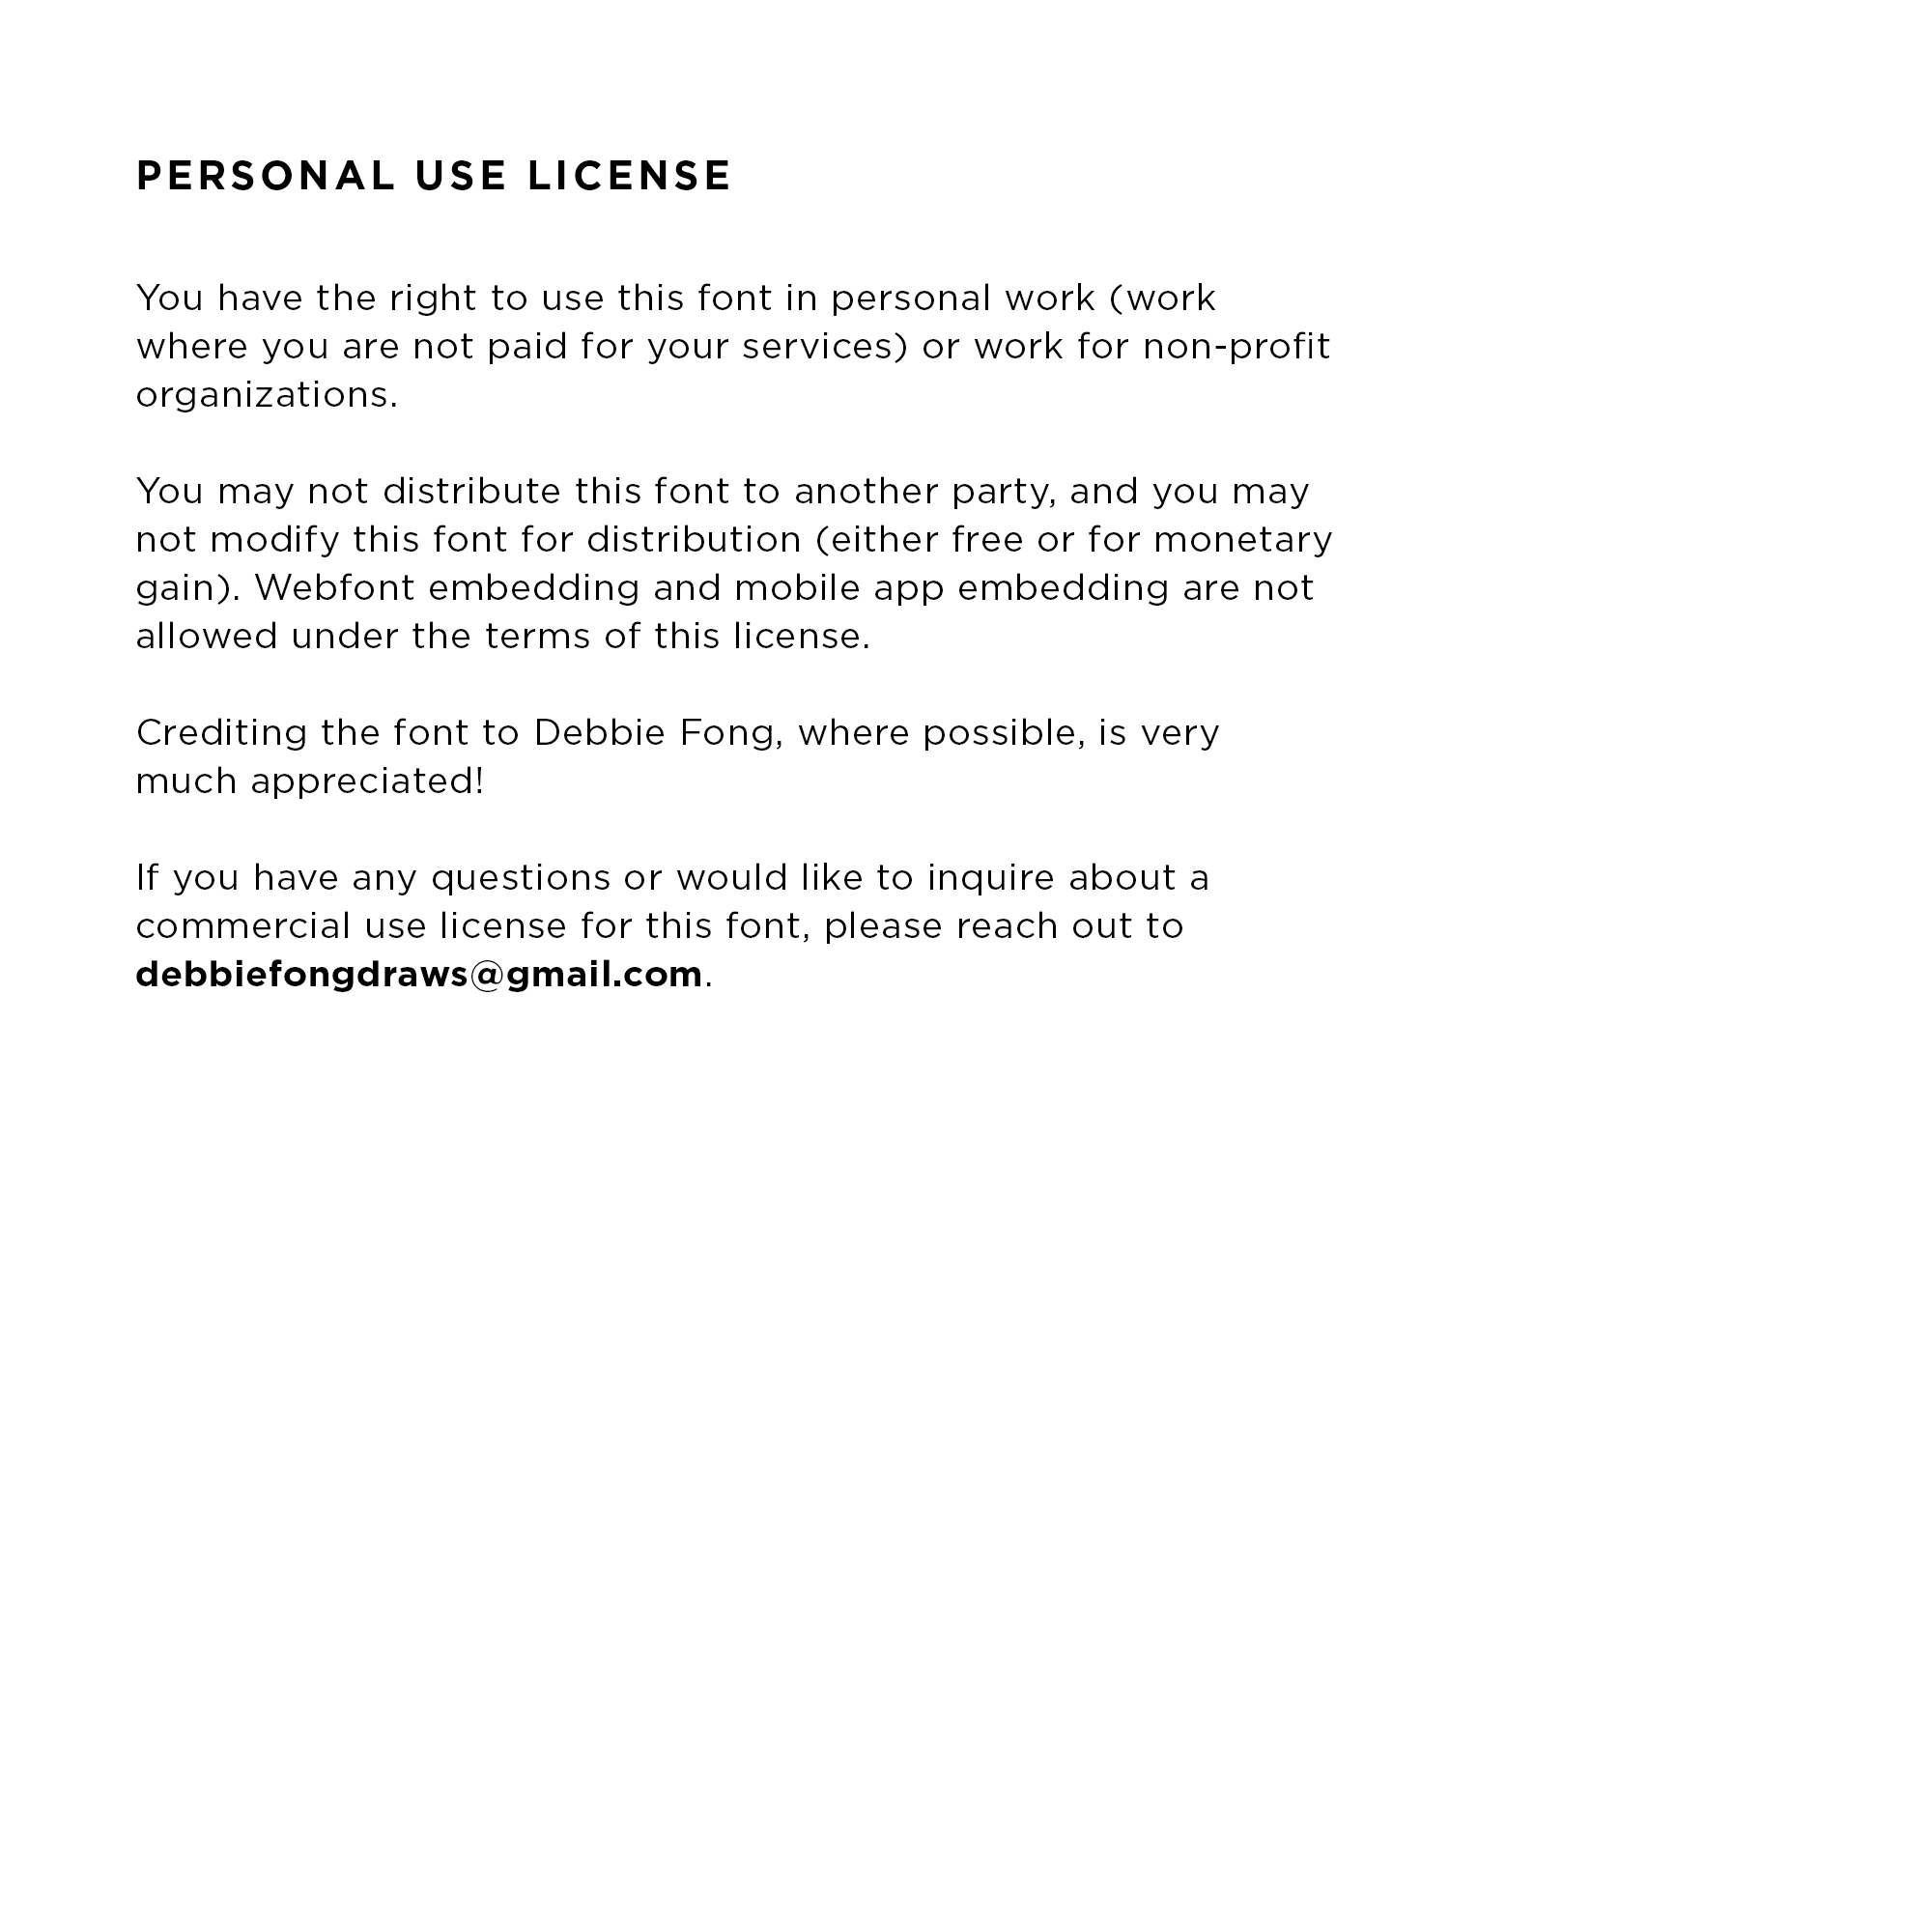 PERSONAL USE LICENSE
You have the right to use this font in personal work (work
where you are not paid for your services) or work for non-profit
organizations.
You may not distribute this font to another party, and you may
not modify this font for distribution (either free or for monetary
gain). Webfont embedding and mobile app embedding are not
allowed under the terms of this license.
Crediting the font to Debbie Fong, where possible, is very
much appreciated!
If you have any questions or would like to inquire about a
commercial use license for this font, please reach out to
debbiefongdraws@gmail.com.